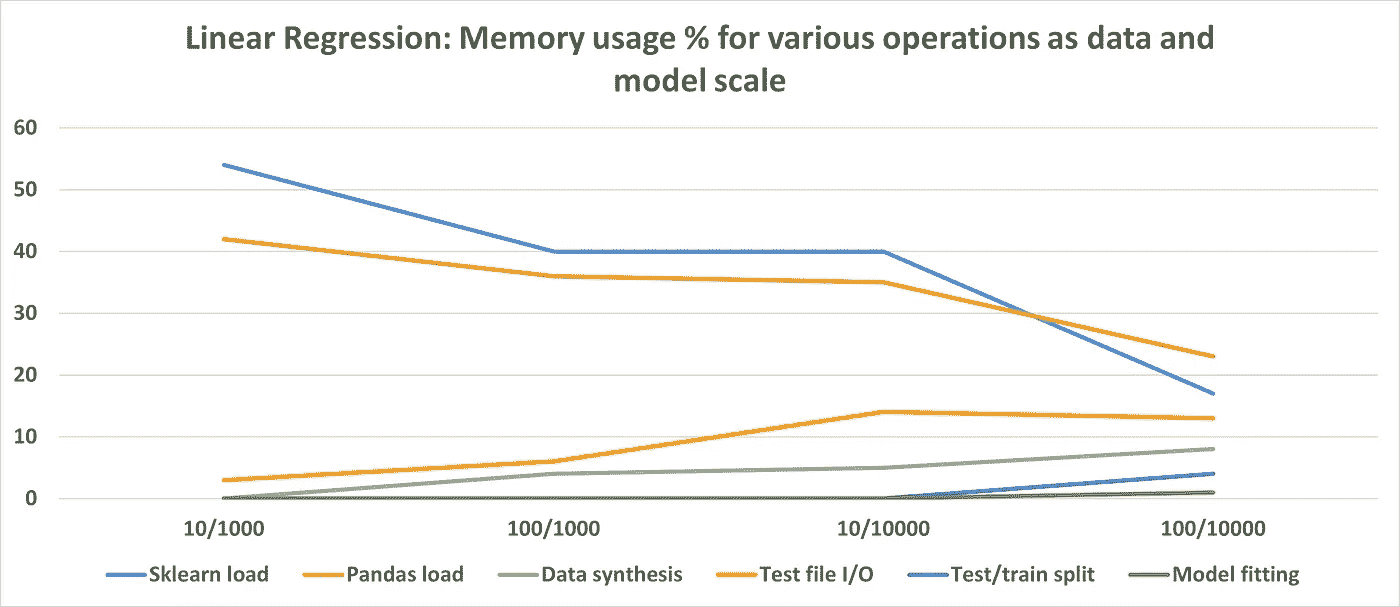 Linear Regression: Memory usage % for various operations as data and
model scale
60
50
40
30
20
10
0
10/1000 100/1000 10/10000 100/10000
Sklearn load Pandas load Data synthesis Test file I/O Test/train split Model fitting